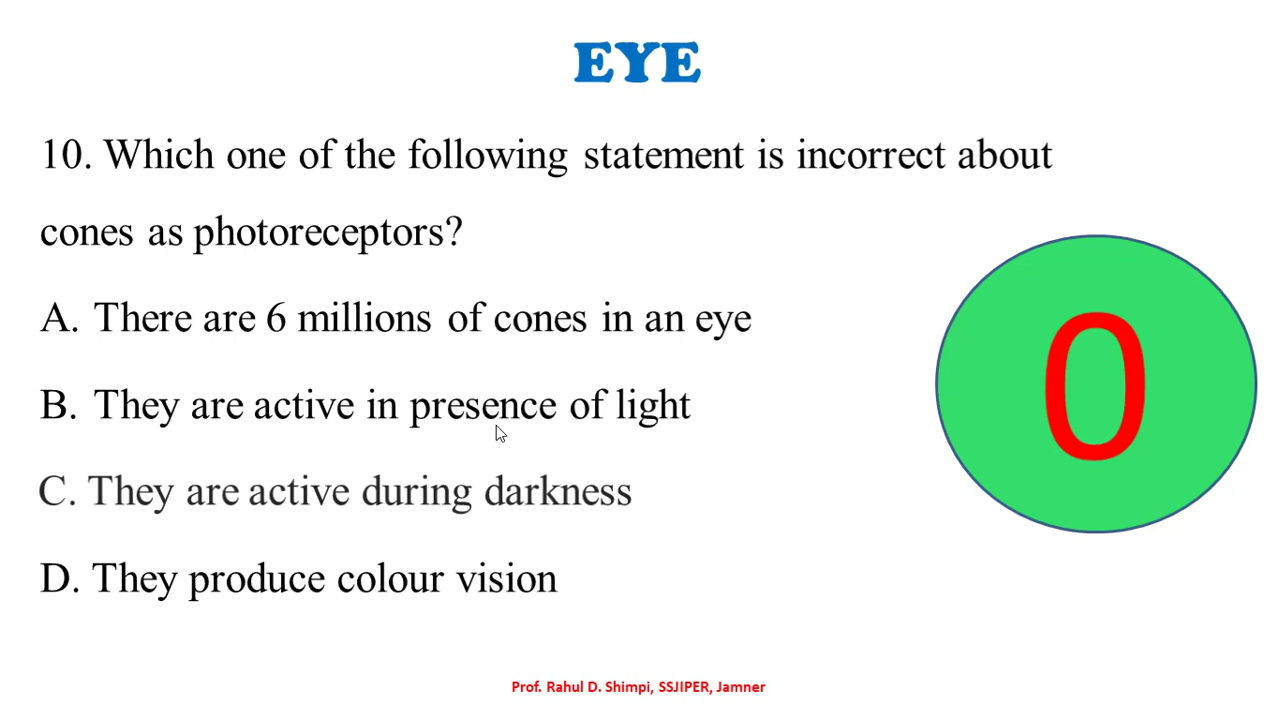 EYE
10. Which one of the following statement is incorrect about
cones as photoreceptors?
A. There are 6 millions of cones in an eye
B. They are active in presence of light
C. They are active during darkness
D. They produce colour vision
0
Prof. Rahul D. Shimpi, SSJIPER, Jamner